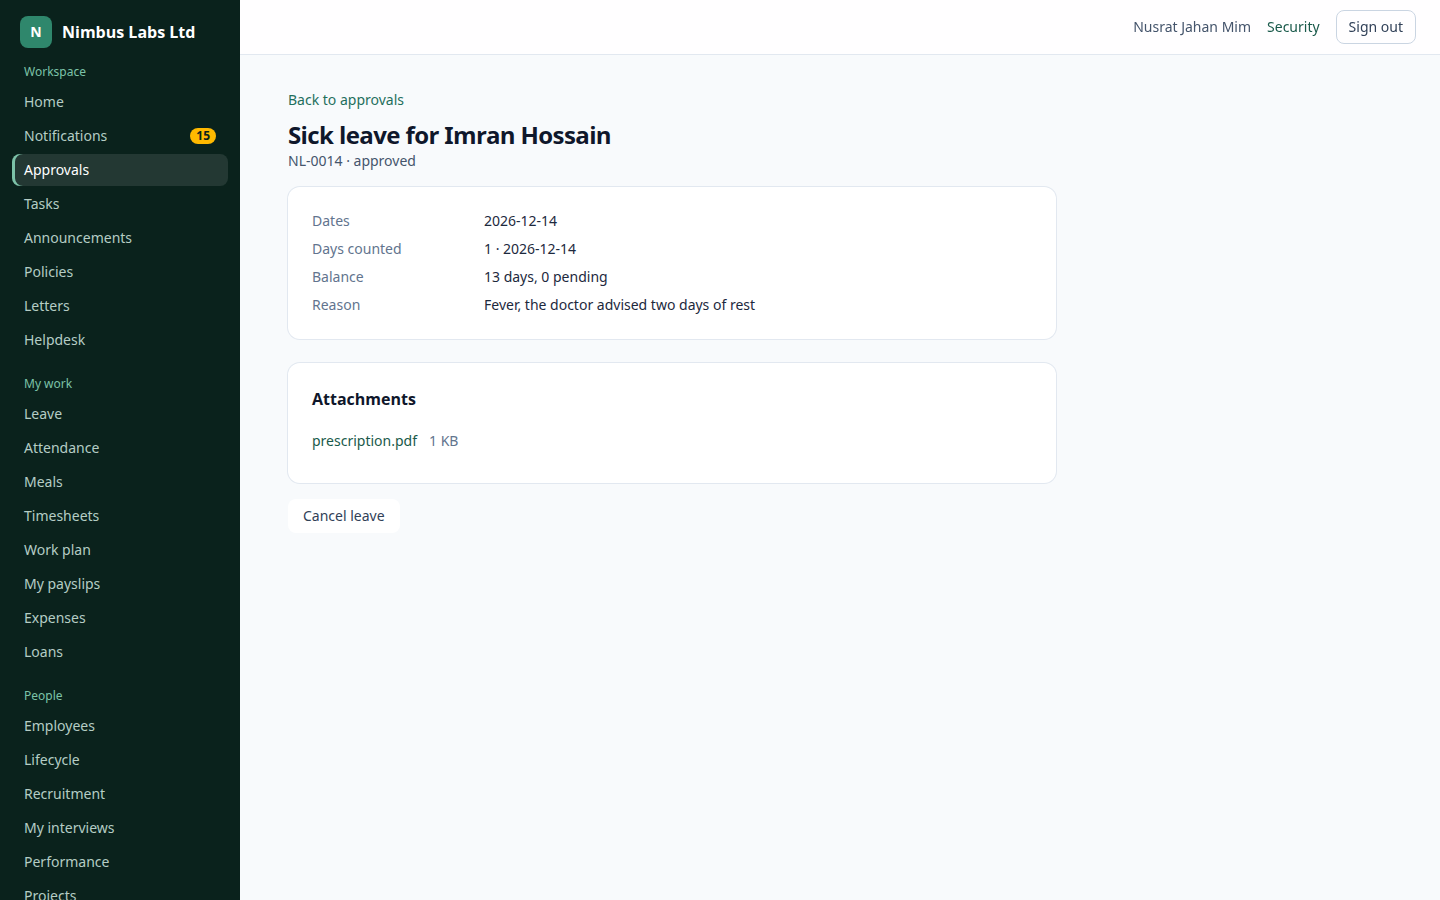 N
Nimbus Labs Ltd
Workspace
Home
Notifications 15
Approvals
Tasks
Announcements
Policies
Letters
Helpdesk
My work
Leave
Attendance
Meals
Timesheets
Work plan
My payslips
Expenses
Loans
People
Employees
Lifecycle
Recruitment
My interviews
Performance
Projects
Nusrat Jahan Mim Security Sign out
Back to approvals
Sick leave for Imran Hossain
NL-0014 · approved
Dates 2026-12-14
Days counted 1 · 2026-12-14
Balance 13 days, 0 pending
Reason Fever, the doctor advised two days of rest
Attachments
prescription.pdf 1 KB
Cancel leave